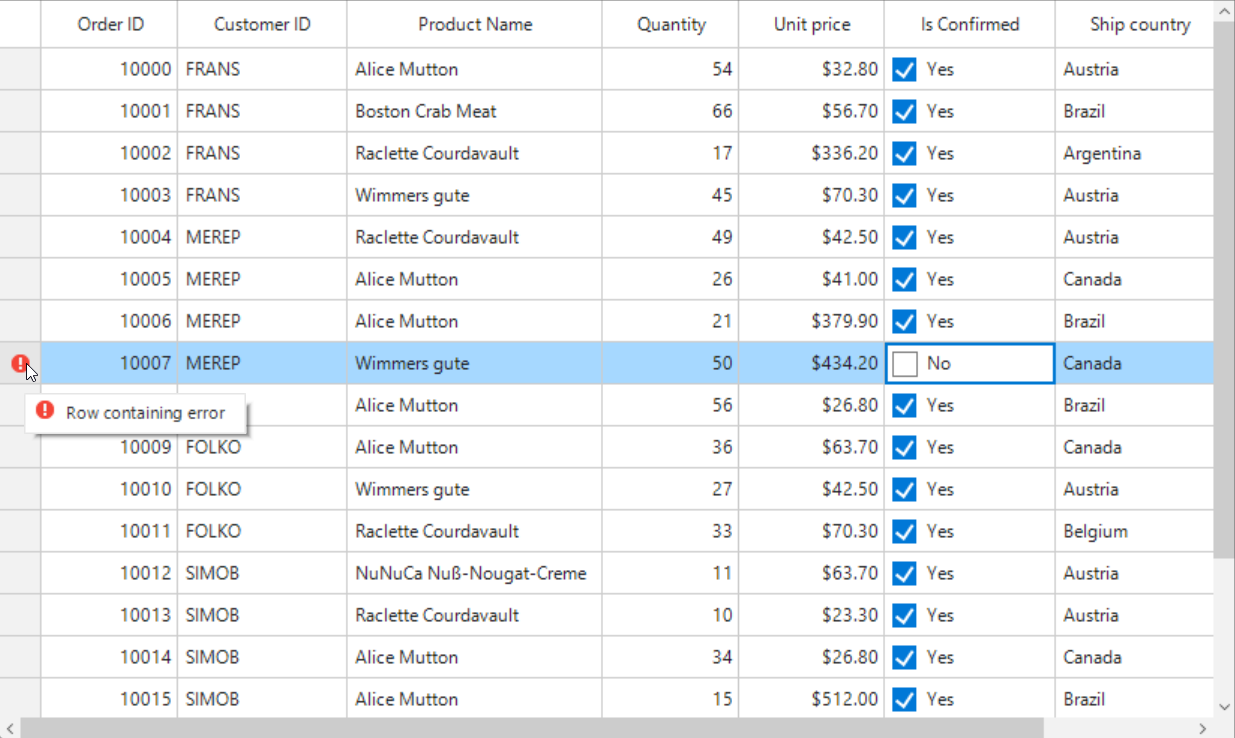 Order ID Customer ID Product Name Quantity Unit price Is Confirmed Ship country
10000 FRANS Alice Mutton 54 $32.80 Yes Austria
10001 FRANS Boston Crab Meat 66 $56.70 Yes Brazil
10002 FRANS Raclette Courdavault 17 $336.20 Yes Argentina
10003 FRANS Wimmers gute 45 $70.30 Yes Austria
10004 MEREP Raclette Courdavault 49 $42.50 Yes Austria
10005 MEREP Alice Mutton 26 $41.00 Yes Canada
10006 MEREP Alice Mutton 21 $379.90 Yes Brazil
10007 MEREP Wimmers gute 50 $434.20 No Canada
Alice Mutton 56 $26.80 Yes Brazil
Row containing error
10009 FOLKO Alice Mutton 36 $63.70 Yes Canada
10010 FOLKO Wimmers gute 27 $42.50 Yes Austria
10011 FOLKO Raclette Courdavault 33 $70.30 Yes Belgium
10012 SIMOB NuNuCa Nuß-Nougat-Creme 11 $63.70 Yes Austria
10013 SIMOB Raclette Courdavault 10 $23.30 Yes Austria
10014 SIMOB Alice Mutton 34 $26.80 Yes Canada
10015 SIMOB Alice Mutton 15 $512.00 Yes Brazil